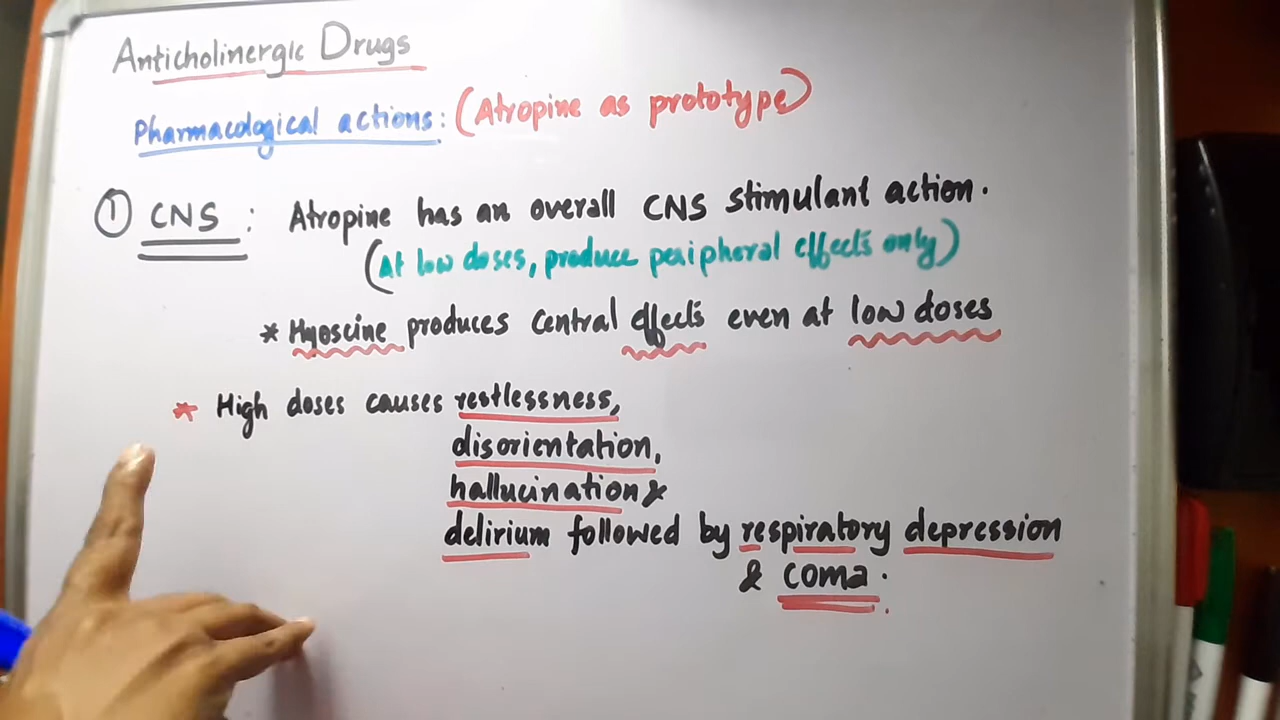 Anticholinergic Drugs
Pharmacological actions: (Atropine as prototype)
① CNS : Atropine has an overall CNS stimulant action.
(At low doses, produce peripheral effects only)
* Hyoscine produces central effects even at low doses
* High doses causes restlessness,
disorientation,
hallucination &
delirium followed by respiratory depression
& coma.